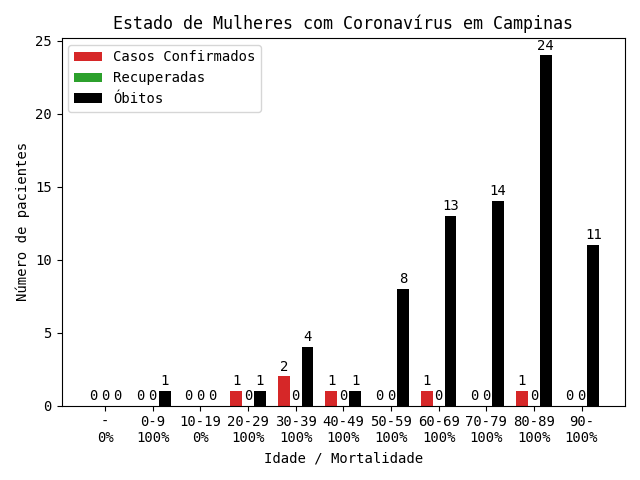 Estado de Mulheres com Coronavírus em Campinas
Casos Confirmados
Recuperadas
Óbitos
Número de pacientes
25
20
15
10
5
0
0 0 0
0 0 1
0 0 0
1 0 1
2 0 4
1 0 1
0 0 8
1 0 13
0 0 14
1 0 24
0 0 11
- 0-9 10-19 20-29 30-39 40-49 50-59 60-69 70-79 80-89 90-
0% 100% 0% 100% 100% 100% 100% 100% 100% 100% 100%
Idade / Mortalidade